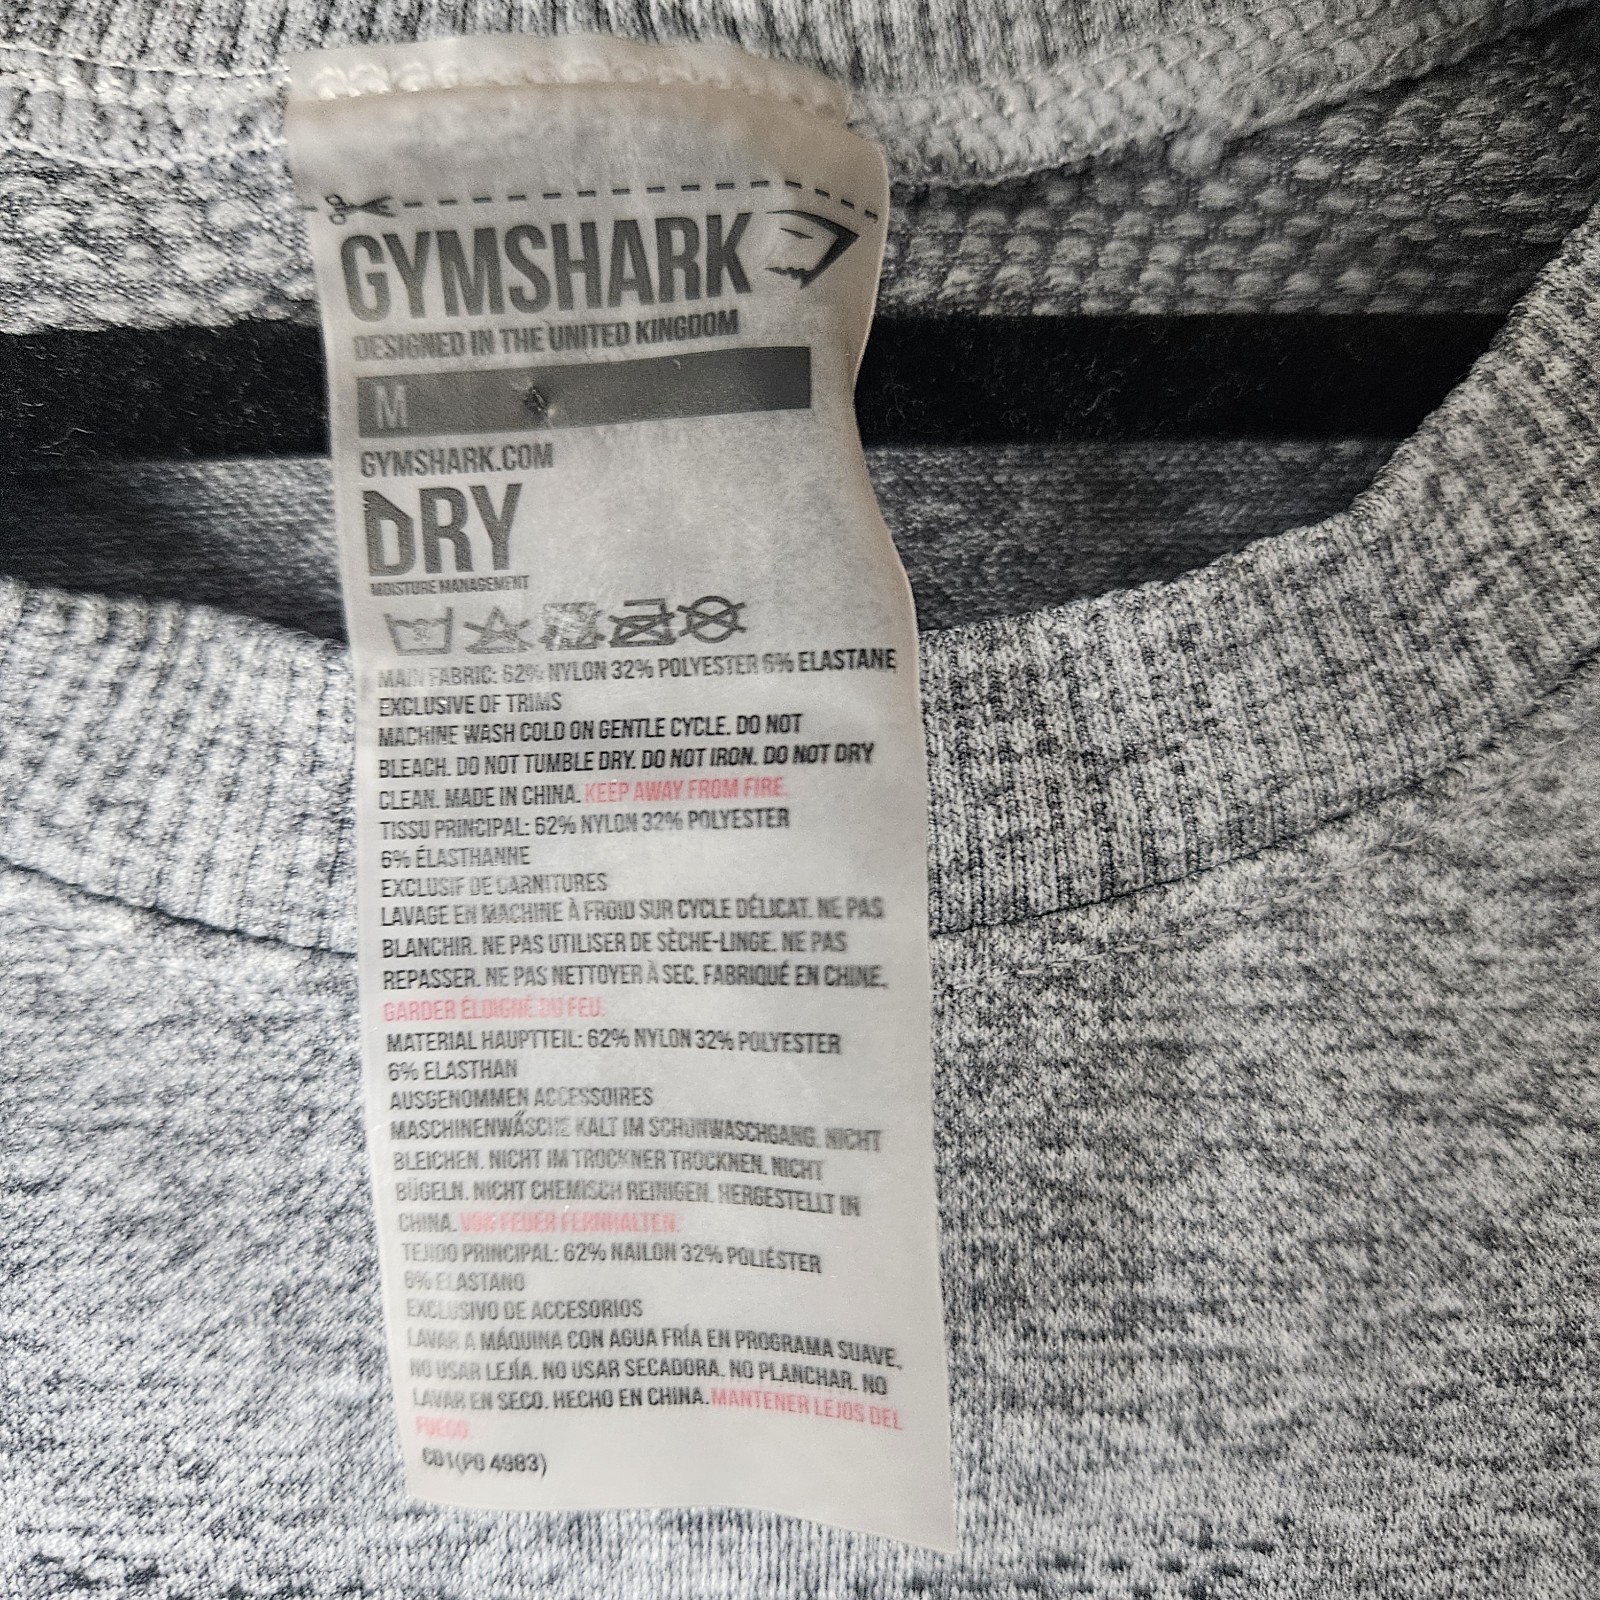 GYMSHARK
DESIGNED IN THE UNITED KINGDOM
M
GYMSHARK.COM
DRY
MOISTURE MANAGEMENT
30
MAIN FABRIC: 62% NYLON 32% POLYESTER 6% ELASTANE
EXCLUSIVE OF TRIMS
MACHINE WASH COLD ON GENTLE CYCLE. DO NOT
BLEACH. DO NOT TUMBLE DRY. DO NOT IRON. DO NOT DRY
CLEAN. MADE IN CHINA. KEEP AWAY FROM FIRE.
TISSU PRINCIPAL: 62% NYLON 32% POLYESTER
6% ÉLASTHANNE
EXCLUSIF DE GARNITURES
LAVAGE EN MACHINE À FROID SUR CYCLE DÉLICAT. NE PAS
BLANCHIR. NE PAS UTILISER DE SÈCHE-LINGE. NE PAS
REPASSER. NE PAS NETTOYER À SEC. FABRIQUÉ EN CHINE.
GARDER ÉLOIGNÉ DU FEU.
MATERIAL HAUPTTEIL: 62% NYLON 32% POLYESTER
6% ELASTHAN
AUSGENOMMEN ACCESSOIRES
MASCHINENWÄSCHE KALT IM SCHONWASCHGANG. NICHT
BLEICHEN. NICHT IM TROCKNER TROCKNEN. NICHT
BÜGELN. NICHT CHEMISCH REINIGEN. HERGESTELLT IN
CHINA. VON FEUER FERNHALTEN.
TEJIDO PRINCIPAL: 62% NAILON 32% POLIÉSTER
6% ELASTANO
EXCLUSIVO DE ACCESORIOS
LAVAR A MÁQUINA CON AGUA FRÍA EN PROGRAMA SUAVE,
NO USAR LEJÍA. NO USAR SECADORA. NO PLANCHAR. NO
LAVAR EN SECO. HECHO EN CHINA. MANTENER LEJOS DEL
FUEGO.
CD1(PO 4983)